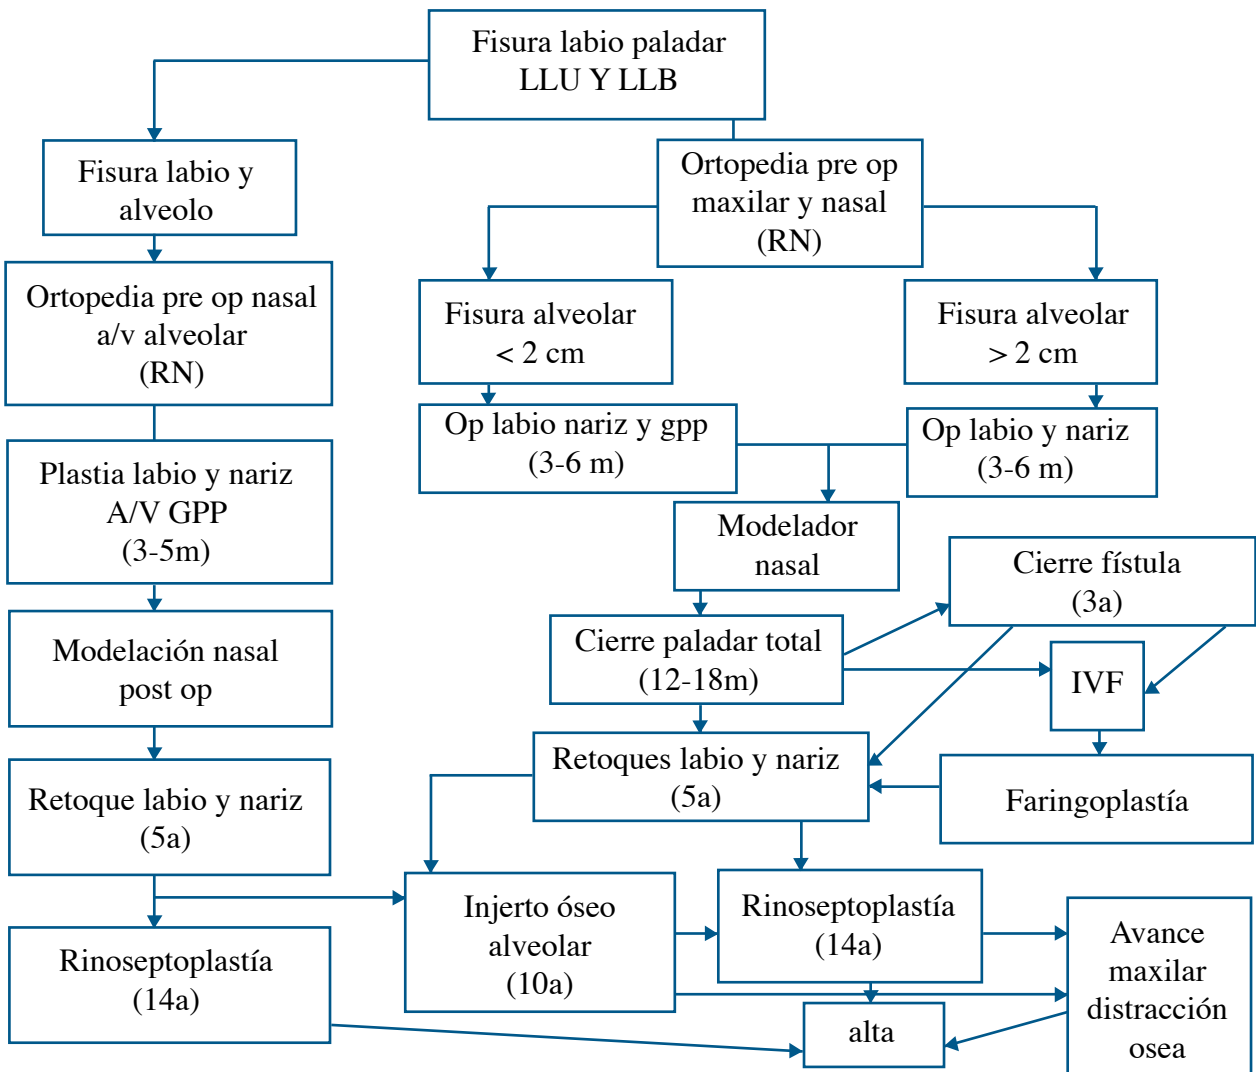 Fisura labio paladar
LLU Y LLB
Fisura labio y
alveolo
Ortopedia pre op
maxilar y nasal
(RN)
Ortopedia pre op nasal
a/v alveolar
(RN)
Fisura alveolar
< 2 cm
Fisura alveolar
> 2 cm
Op labio nariz y gpp
(3-6 m)
Op labio y nariz
(3-6 m)
Plastia labio y nariz
A/V GPP
(3-5m)
Modelador
nasal
Cierre fístula
(3a)
Modelación nasal
post op
Cierre paladar total
(12-18m)
IVF
Retoque labio y nariz
(5a)
Retoques labio y nariz
(5a)
Faringoplastía
Injerto óseo
alveolar
(10a)
Rinoseptoplastía
(14a)
Avance
maxilar
distracción
osea
Rinoseptoplastía
(14a)
alta